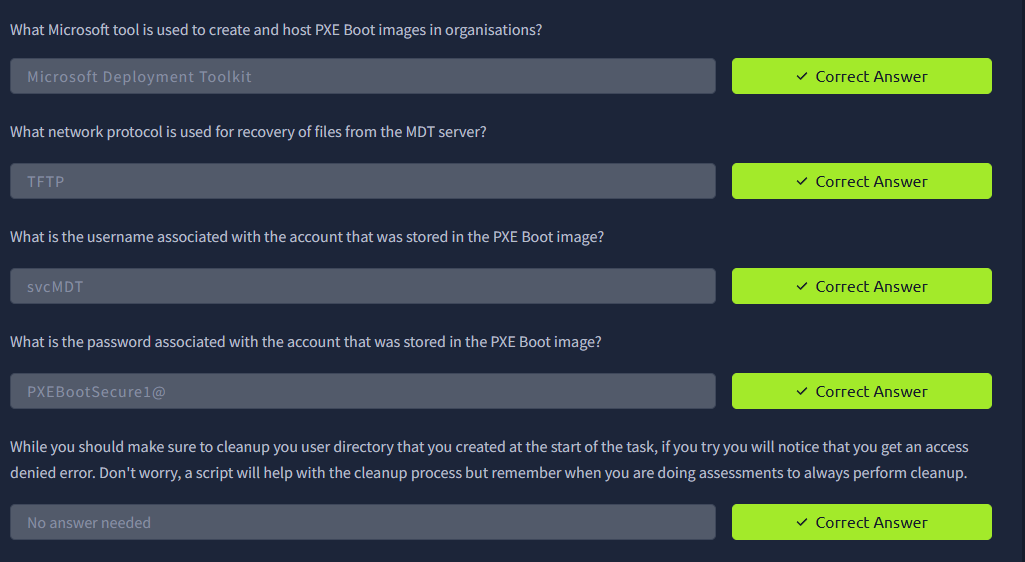 What Microsoft tool is used to create and host PXE Boot images in organisations?
Microsoft Deployment Toolkit
✓ Correct Answer
What network protocol is used for recovery of files from the MDT server?
TFTP
✓ Correct Answer
What is the username associated with the account that was stored in the PXE Boot image?
svcMDT
✓ Correct Answer
What is the password associated with the account that was stored in the PXE Boot image?
PXEBootSecure1@
✓ Correct Answer
While you should make sure to cleanup you user directory that you created at the start of the task, if you try you will notice that you get an access
denied error. Don't worry, a script will help with the cleanup process but remember when you are doing assessments to always perform cleanup.
No answer needed
✓ Correct Answer